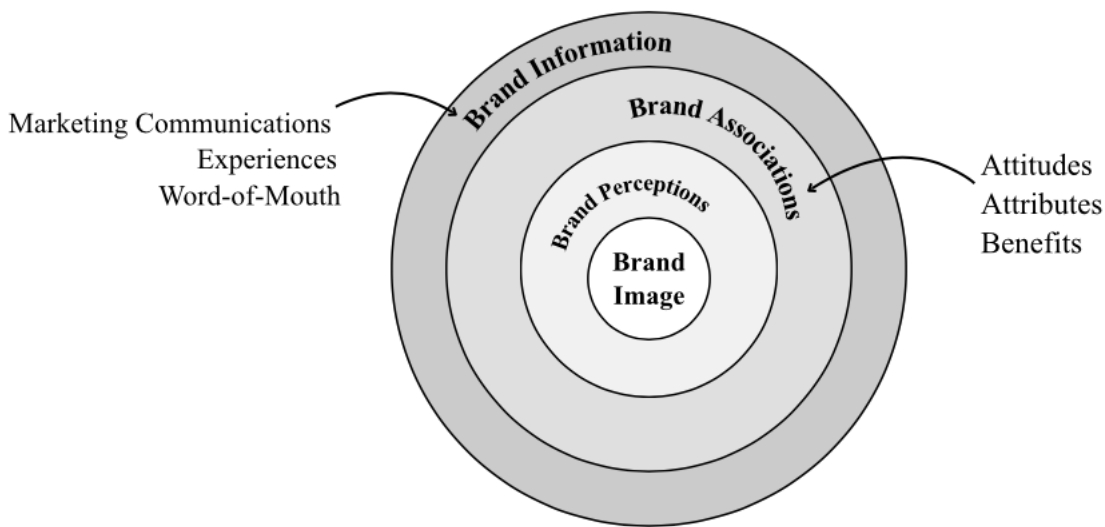 Brand Information
Brand Associations
Marketing Communications
Experiences
Word-of-Mouth
Attitudes
Attributes
Benefits
Brand Perceptions
Brand
Image